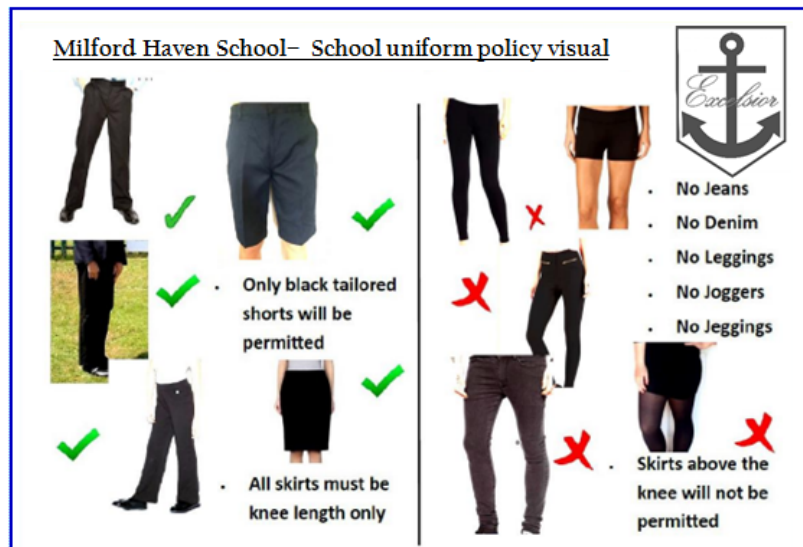 Milford Haven School– School uniform policy visual
Excelsior
• Only black tailored
shorts will be
permitted
• All skirts must be
knee length only
• No Jeans
• No Denim
• No Leggings
• No Joggers
• No Jeggings
• Skirts above the
knee will not be
permitted